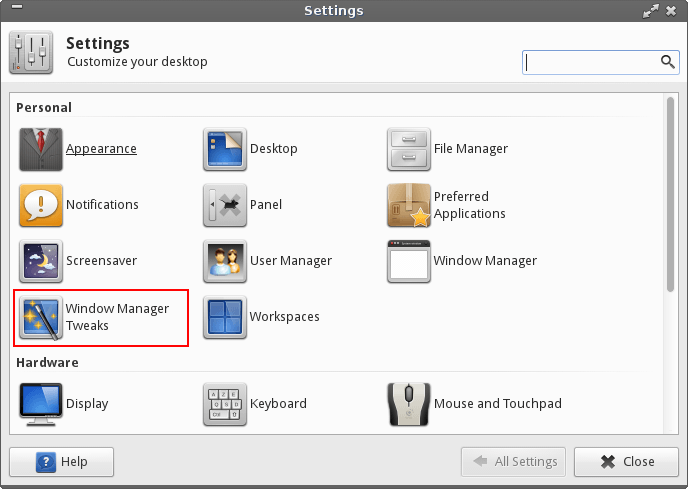 Settings
Settings
Customize your desktop
Personal
Appearance
Desktop
File Manager
Notifications
Panel
Preferred
Applications
Screensaver
User Manager
Window Manager
Window Manager
Tweaks
Workspaces
Hardware
Display
Keyboard
Mouse and Touchpad
Help
All Settings
Close